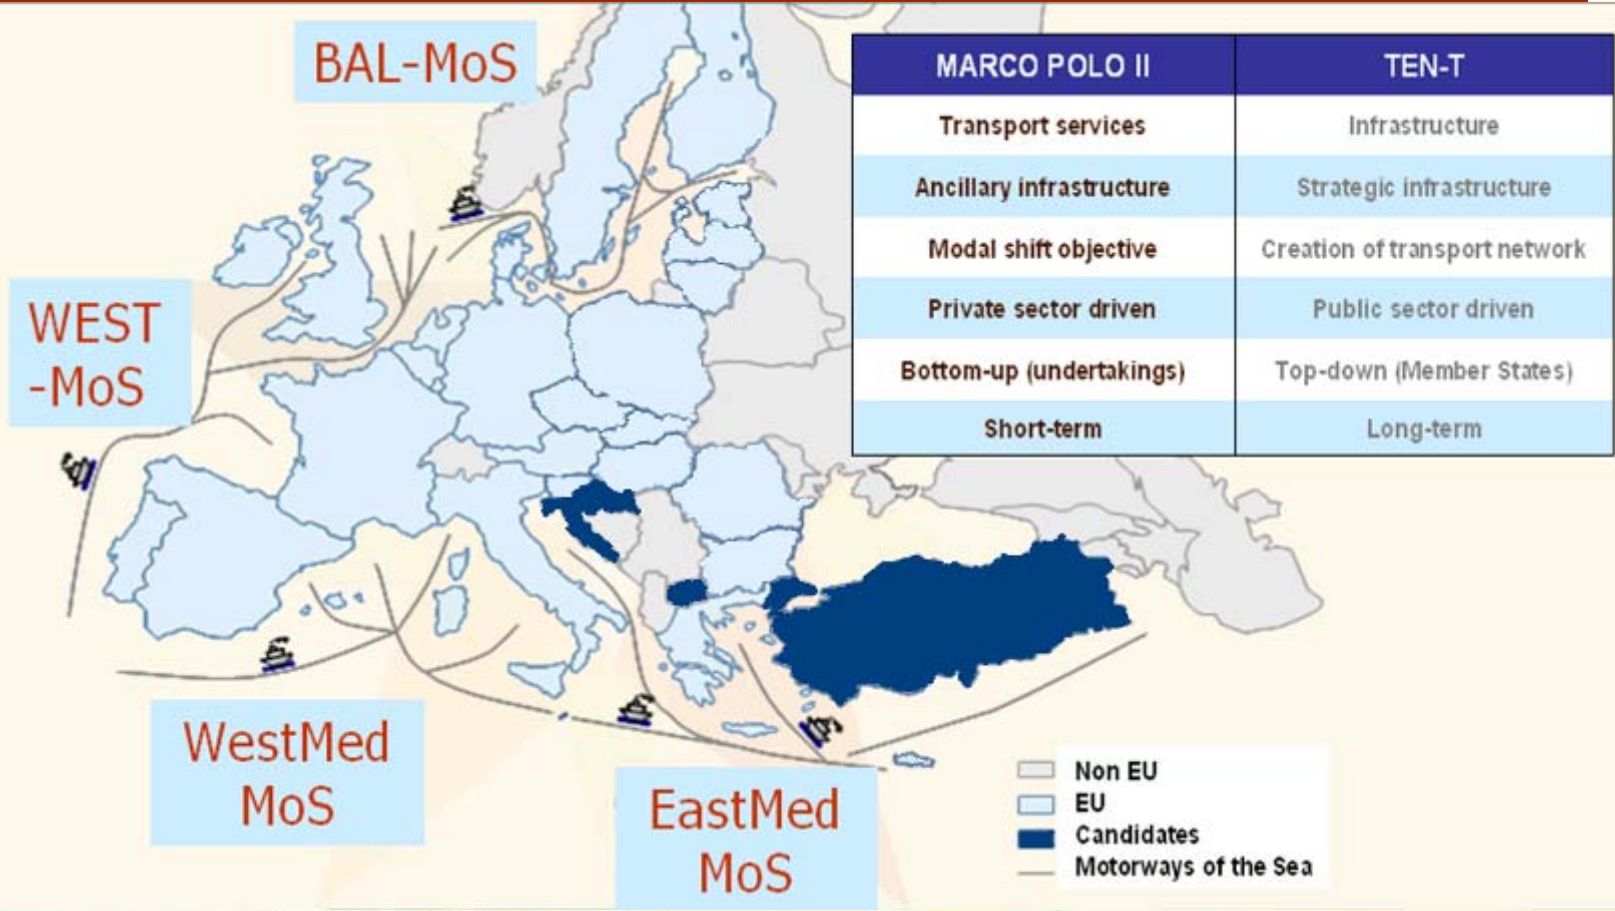 BAL-MoS
MARCO POLO II TEN-T
Transport services Infrastructure
Ancillary infrastructure Strategic infrastructure
Modal shift objective Creation of transport network
Private sector driven Public sector driven
Bottom-up (undertakings) Top-down (Member States)
Short-term Long-term
WEST
-MoS
WestMed
MoS
EastMed
MoS
Non EU
EU
Candidates
Motorways of the Sea